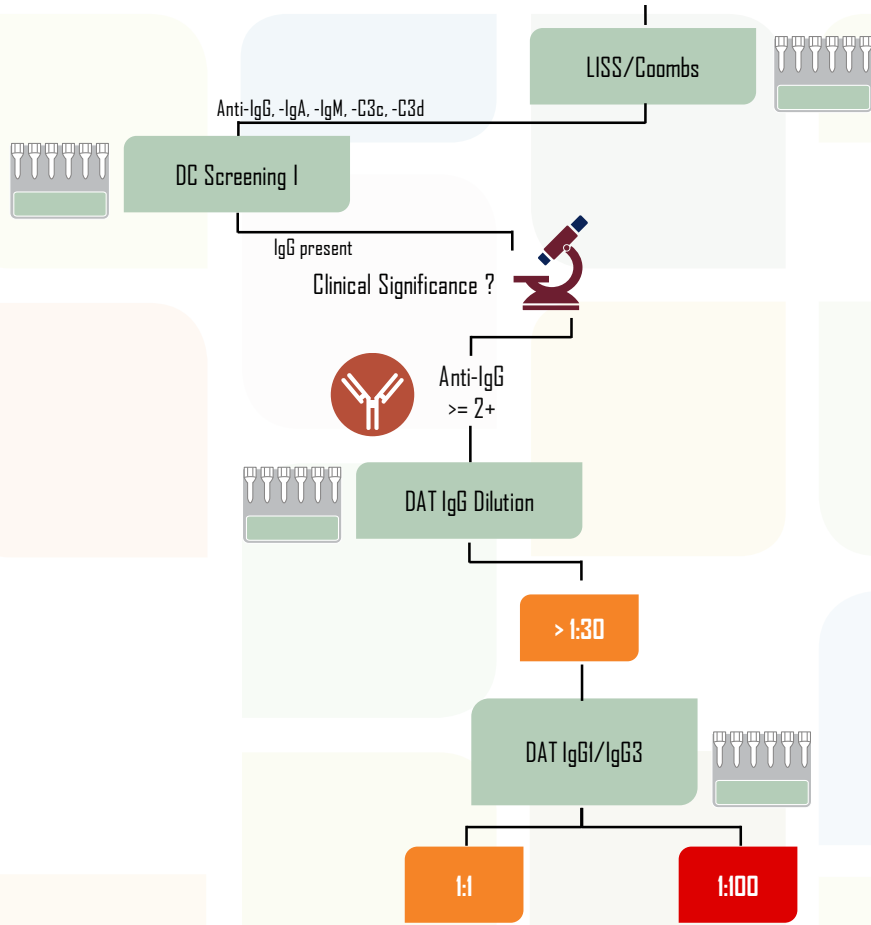 LISS/Coombs
Anti-IgG, -IgA, -IgM, -C3c, -C3d
DC Screening I
IgG present
Clinical Significance ?
Anti-IgG
>= 2+
DAT IgG Dilution
> 1:30
DAT IgG1/IgG3
1:1
1:100